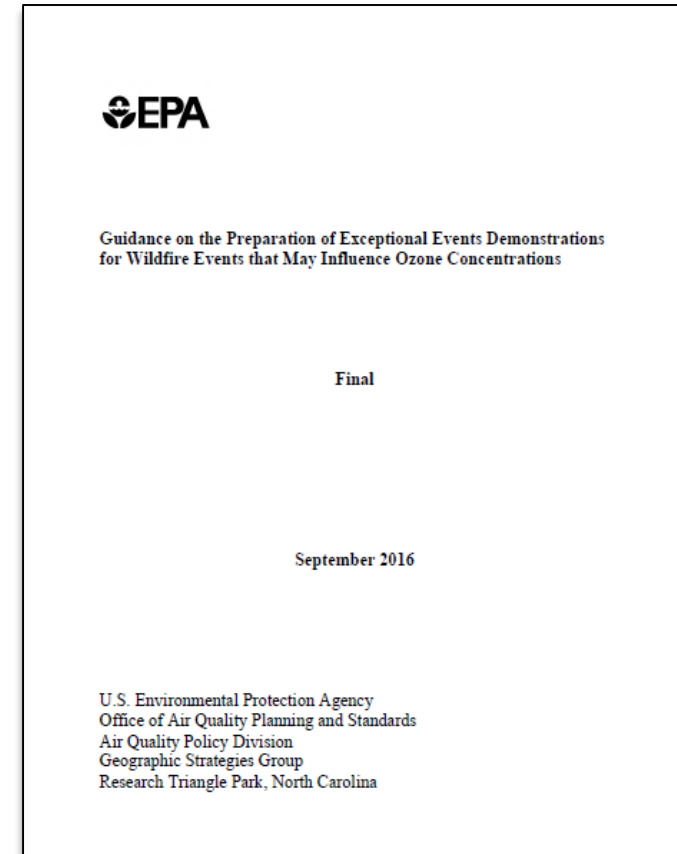 EPA
Guidance on the Preparation of Exceptional Events Demonstrations
for Wildfire Events that May Influence Ozone Concentrations
Final
September 2016
U.S. Environmental Protection Agency
Office of Air Quality Planning and Standards
Air Quality Policy Division
Geographic Strategies Group
Research Triangle Park, North Carolina